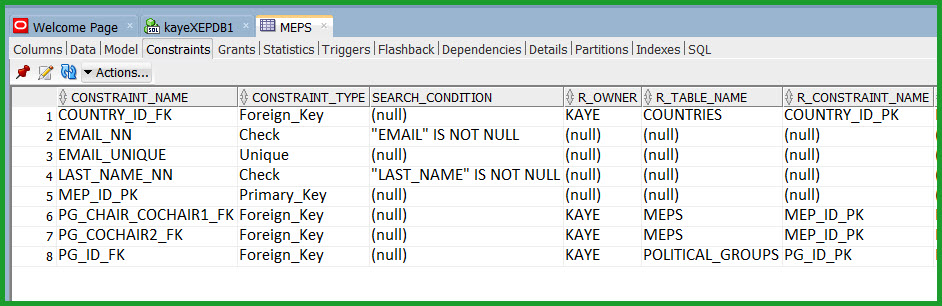 Welcome Page × kayeXEPDB1 × MEPS ×
Columns Data Model Constraints Grants Statistics Triggers Flashback Dependencies Details Partitions Indexes SQL
Actions...
CONSTRAINT_NAME CONSTRAINT_TYPE SEARCH_CONDITION R_OWNER R_TABLE_NAME R_CONSTRAINT_NAME
1 COUNTRY_ID_FK Foreign_Key (null) KAYE COUNTRIES COUNTRY_ID_PK
2 EMAIL_NN Check "EMAIL" IS NOT NULL (null) (null) (null)
3 EMAIL_UNIQUE Unique (null) (null) (null) (null)
4 LAST_NAME_NN Check "LAST_NAME" IS NOT NULL (null) (null) (null)
5 MEP_ID_PK Primary_Key (null) (null) (null) (null)
6 PG_CHAIR_COCHAIR1_FK Foreign_Key (null) KAYE MEPS MEP_ID_PK
7 PG_COCHAIR2_FK Foreign_Key (null) KAYE MEPS MEP_ID_PK
8 PG_ID_FK Foreign_Key (null) KAYE POLITICAL_GROUPS PG_ID_PK